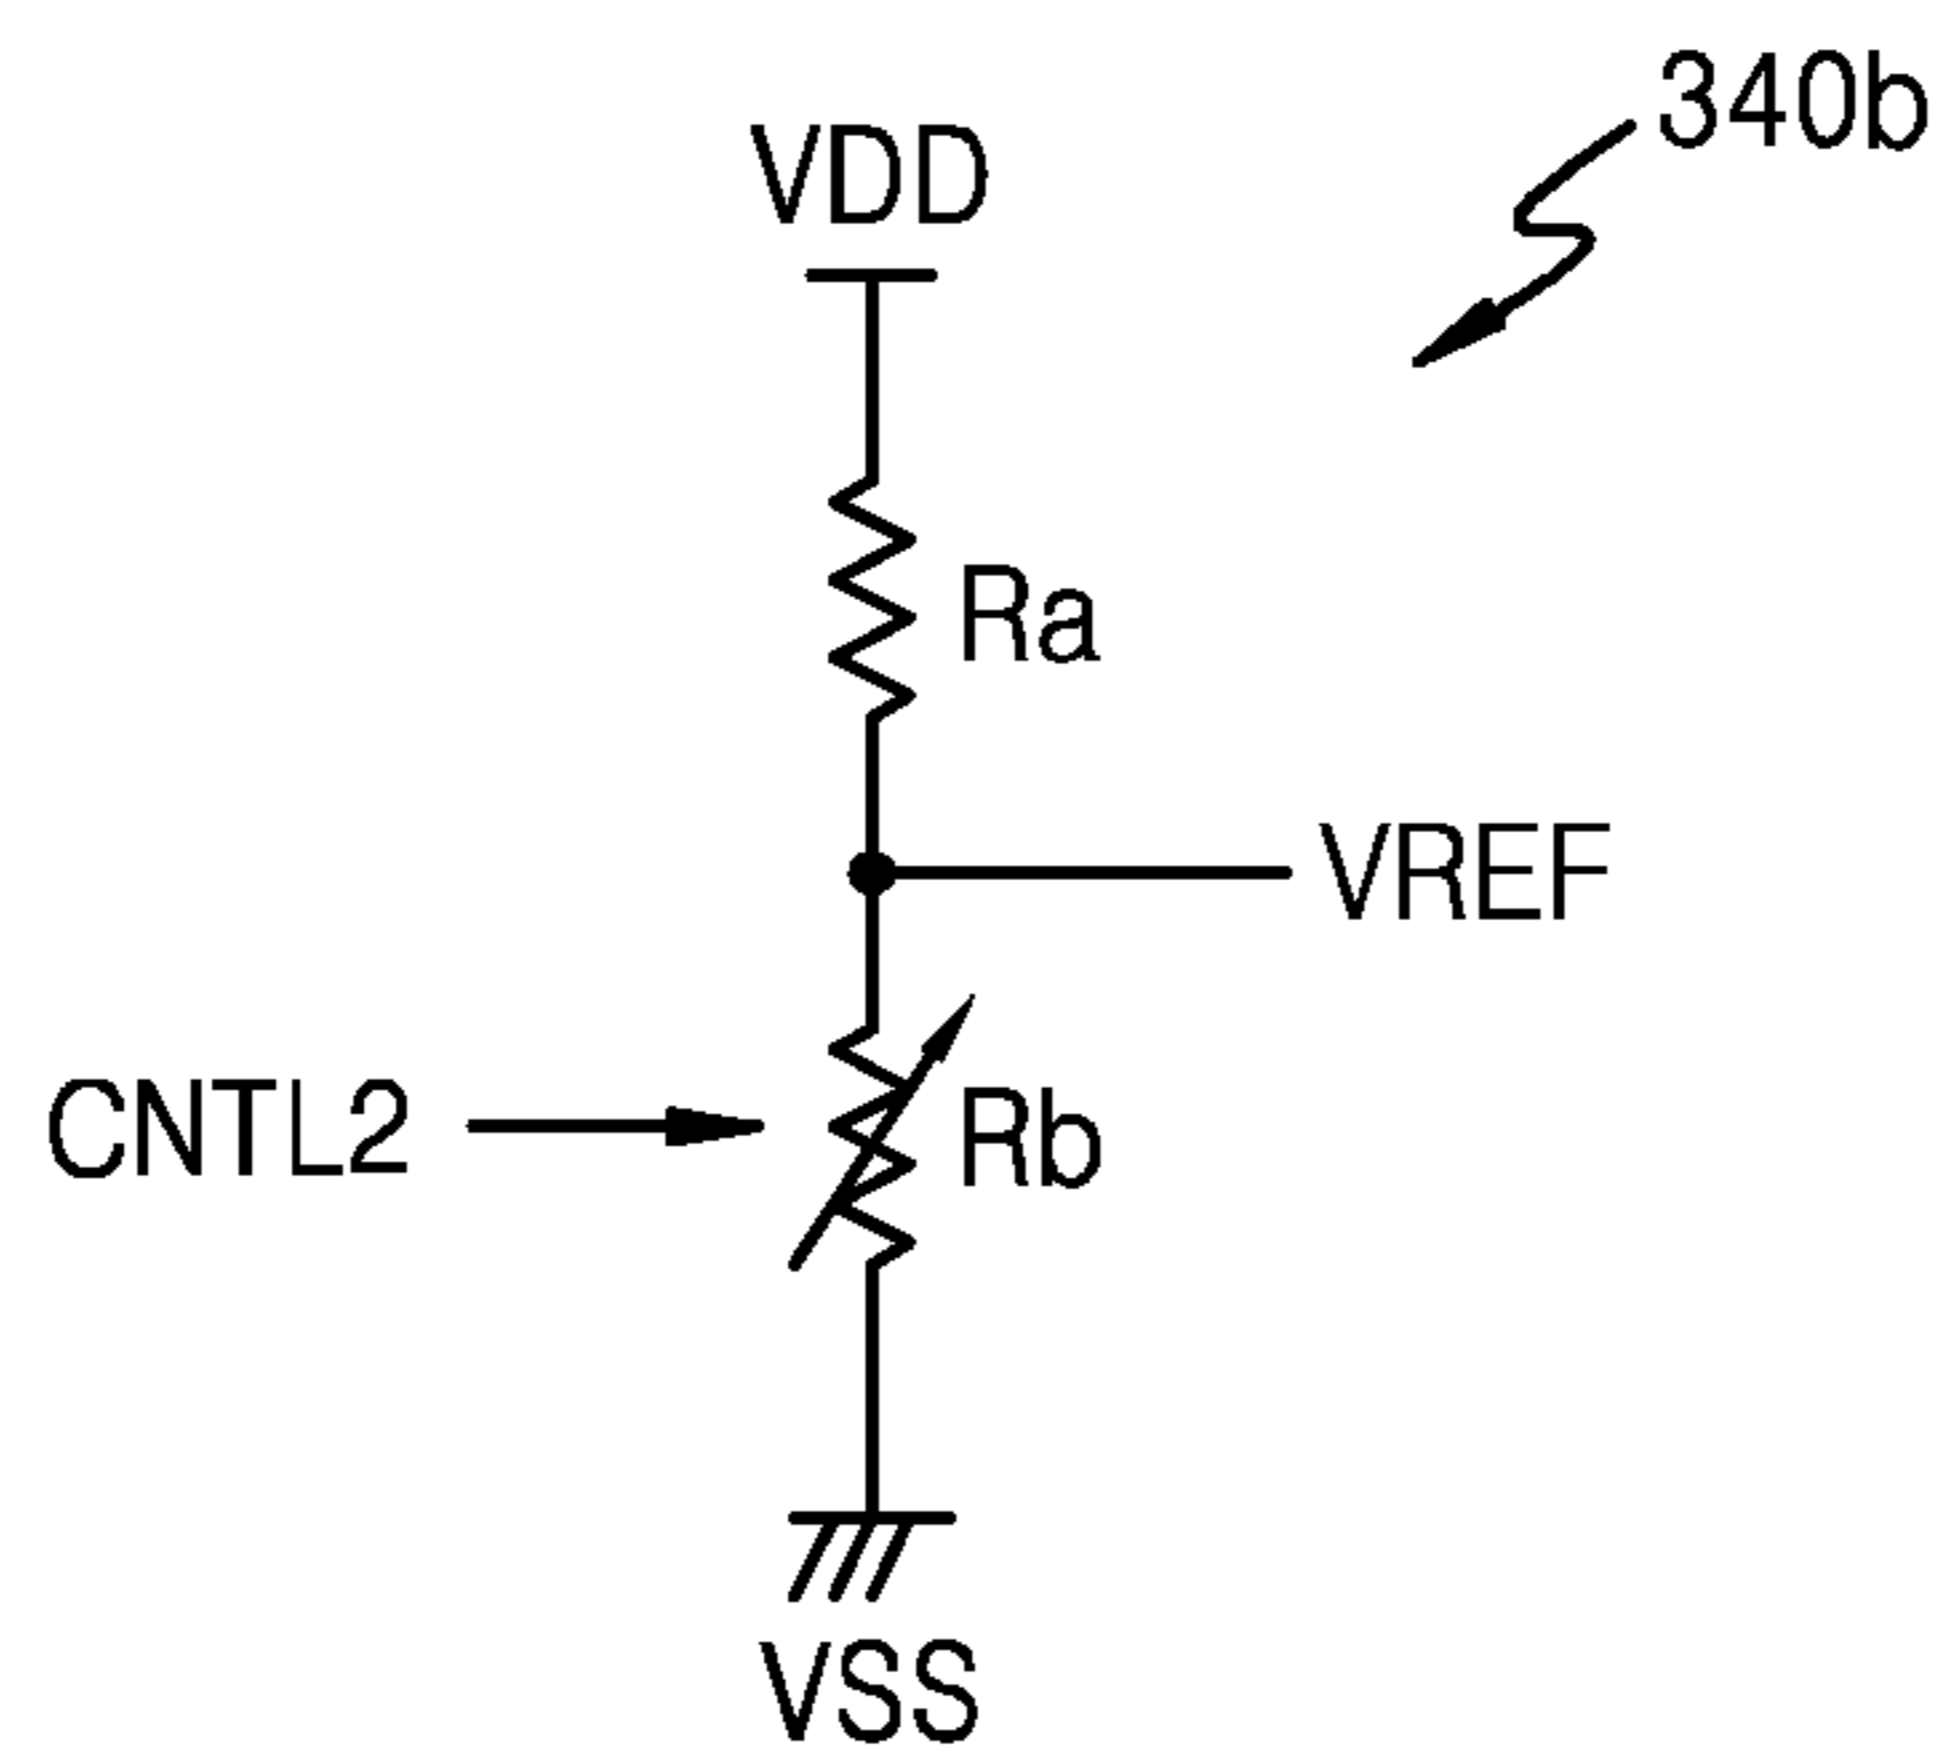 340b
VDD
Ra
VREF
CNTL2
Rb
VSS